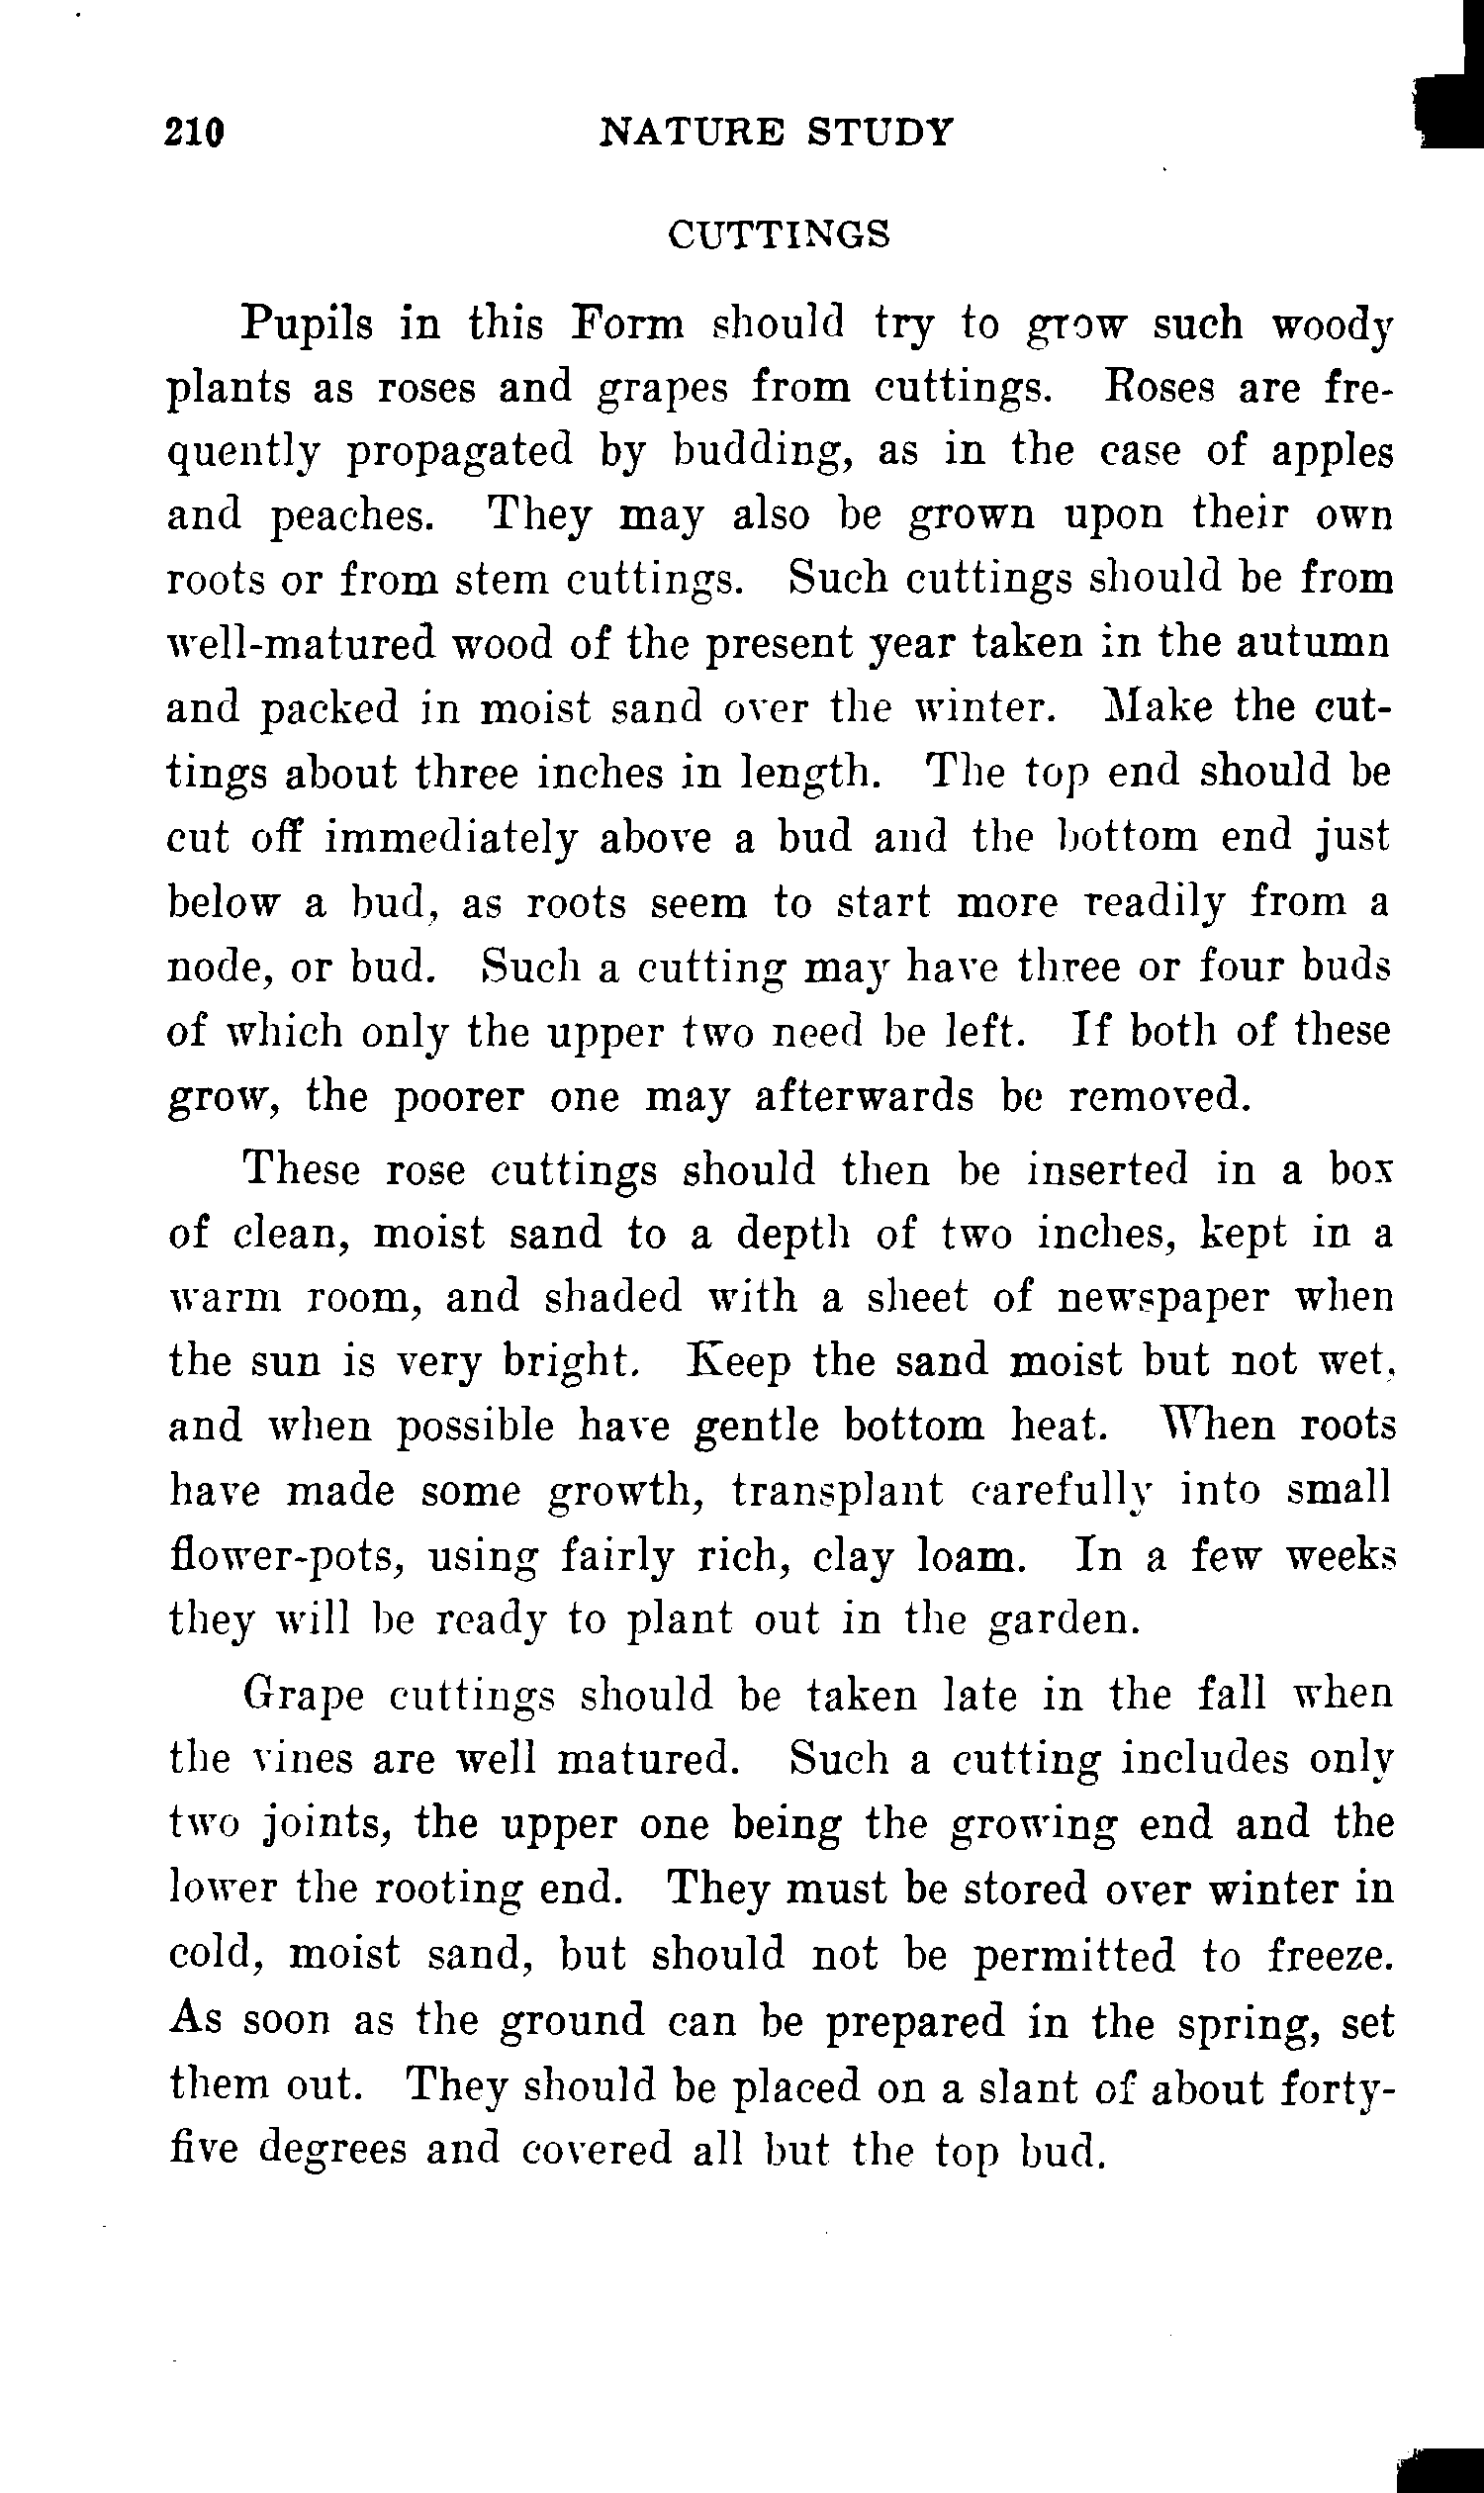 210 NATURE STUDY
CUTTINGS
Pupils in this Form should try to grow such woody
plants as roses and grapes from cuttings. Roses are fre-
quently propagated by budding, as in the case of apples
and peaches. They may also be grown upon their own
roots or from stem cuttings. Such cuttings should be from
well-matured wood of the present year taken in the autumn
and packed in moist sand over the winter. Make the cut-
tings about three inches in length. The top end should be
cut off immediately above a bud and the bottom end just
below a bud, as roots seem to start more readily from a
node, or bud. Such a cutting may have three or four buds
of which only the upper two need be left. If both of these
grow, the poorer one may afterwards be removed.
These rose cuttings should then be inserted in a box
of clean, moist sand to a depth of two inches, kept in a
warm room, and shaded with a sheet of newspaper when
the sun is very bright. Keep the sand moist but not wet,
and when possible have gentle bottom heat. When roots
have made some growth, transplant carefully into small
flower-pots, using fairly rich, clay loam. In a few weeks
they will be ready to plant out in the garden.
Grape cuttings should be taken late in the fall when
the vines are well matured. Such a cutting includes only
two joints, the upper one being the growing end and the
lower the rooting end. They must be stored over winter in
cold, moist sand, but should not be permitted to freeze.
As soon as the ground can be prepared in the spring, set
them out. They should be placed on a slant of about forty-
five degrees and covered all but the top bud.